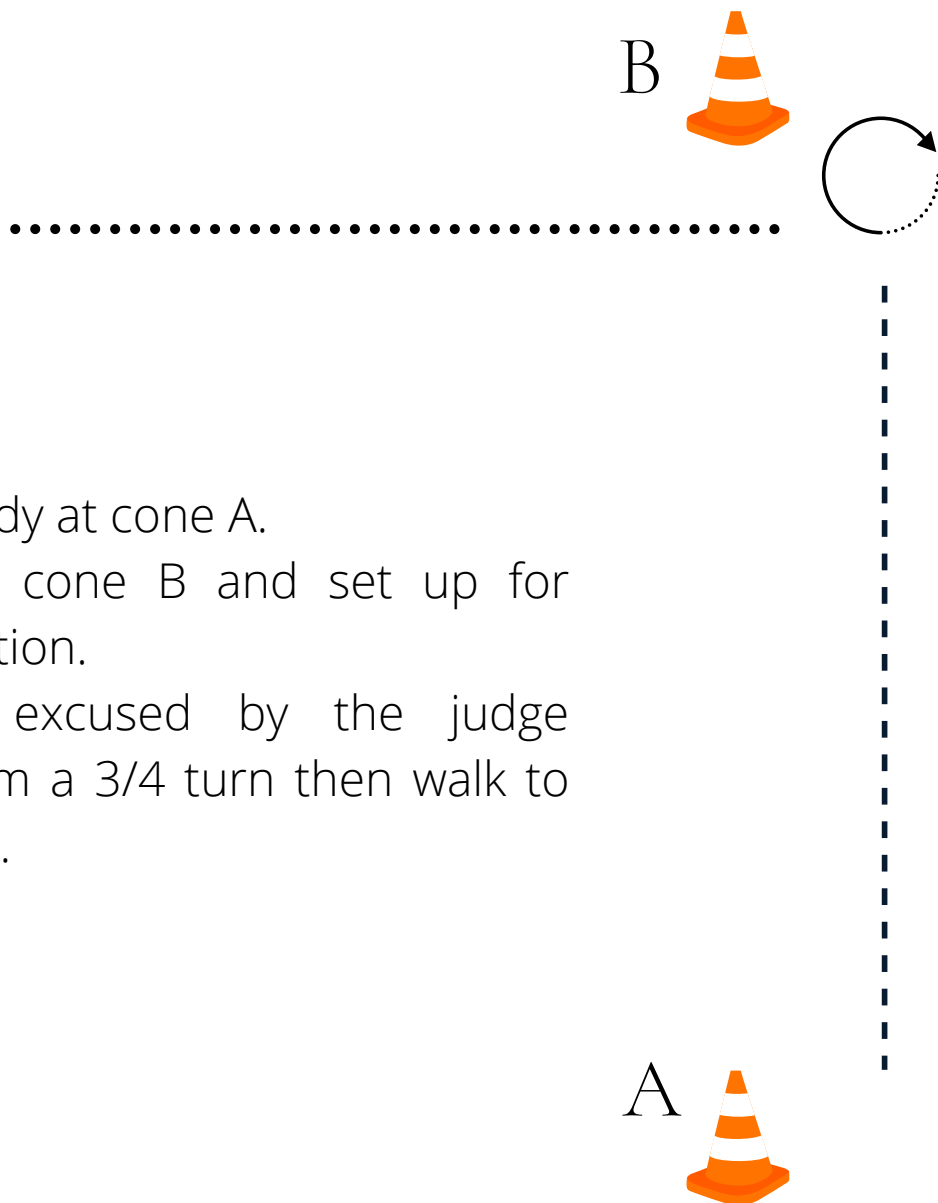 B
dy at cone A.
cone B and set up for
tion.
excused by the judge
m a 3/4 turn then walk to
.
A